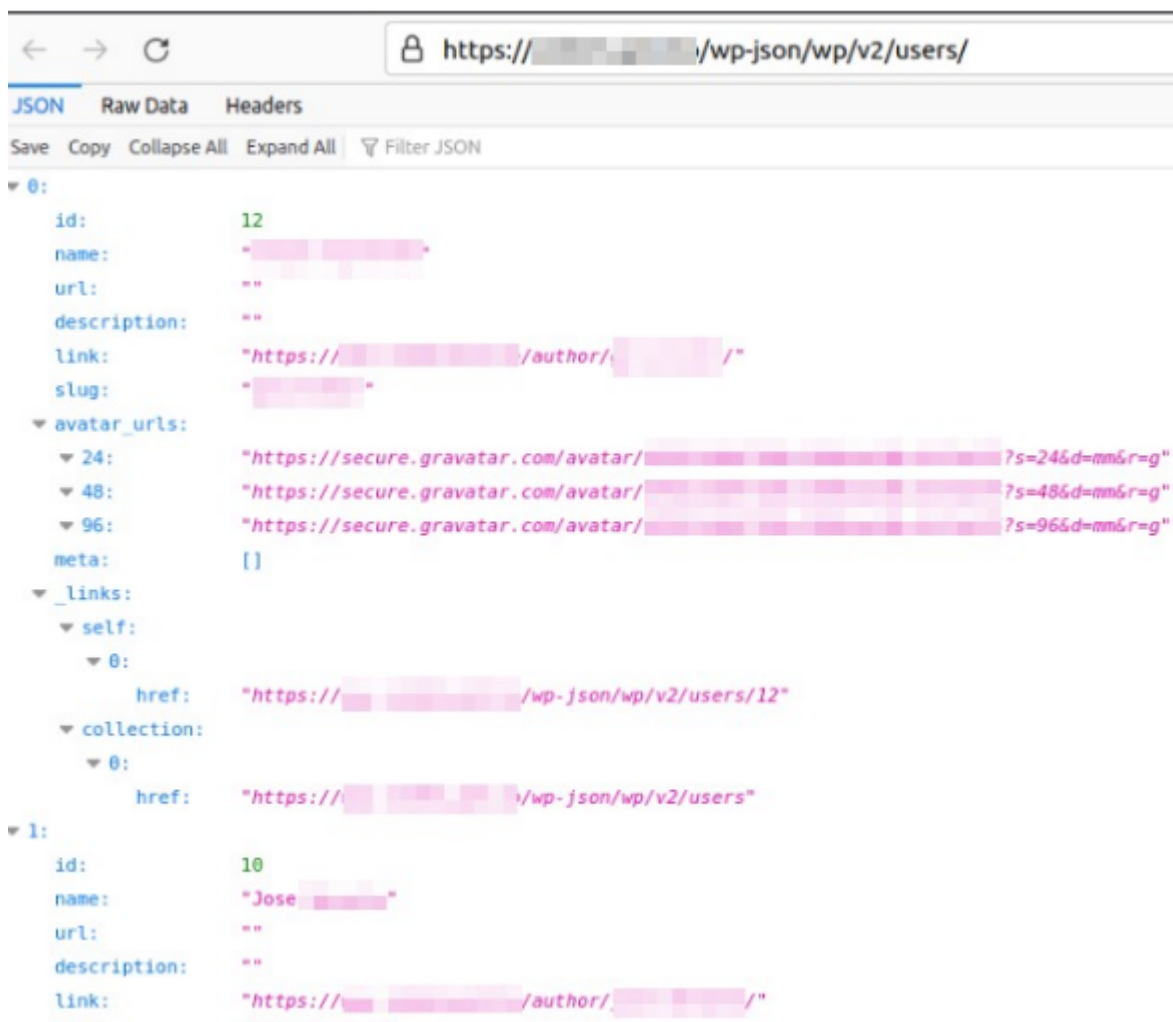 https:// /wp-json/wp/v2/users/
JSON Raw Data Headers
Save Copy Collapse All Expand All Filter JSON
0:
id: 12
name: " "
url: ""
description: ""
link: "https:// /author/ /"
slug: " "
avatar_urls:
24: "https://secure.gravatar.com/avatar/ ?s=24&d=mm&r=g"
48: "https://secure.gravatar.com/avatar/ ?s=48&d=mm&r=g"
96: "https://secure.gravatar.com/avatar/ ?s=96&d=mm&r=g"
meta: []
_links:
self:
0:
href: "https:// /wp-json/wp/v2/users/12"
collection:
0:
href: "https:// /wp-json/wp/v2/users"
1:
id: 10
name: "Jose "
url: ""
description: ""
link: "https:// /author/ /"